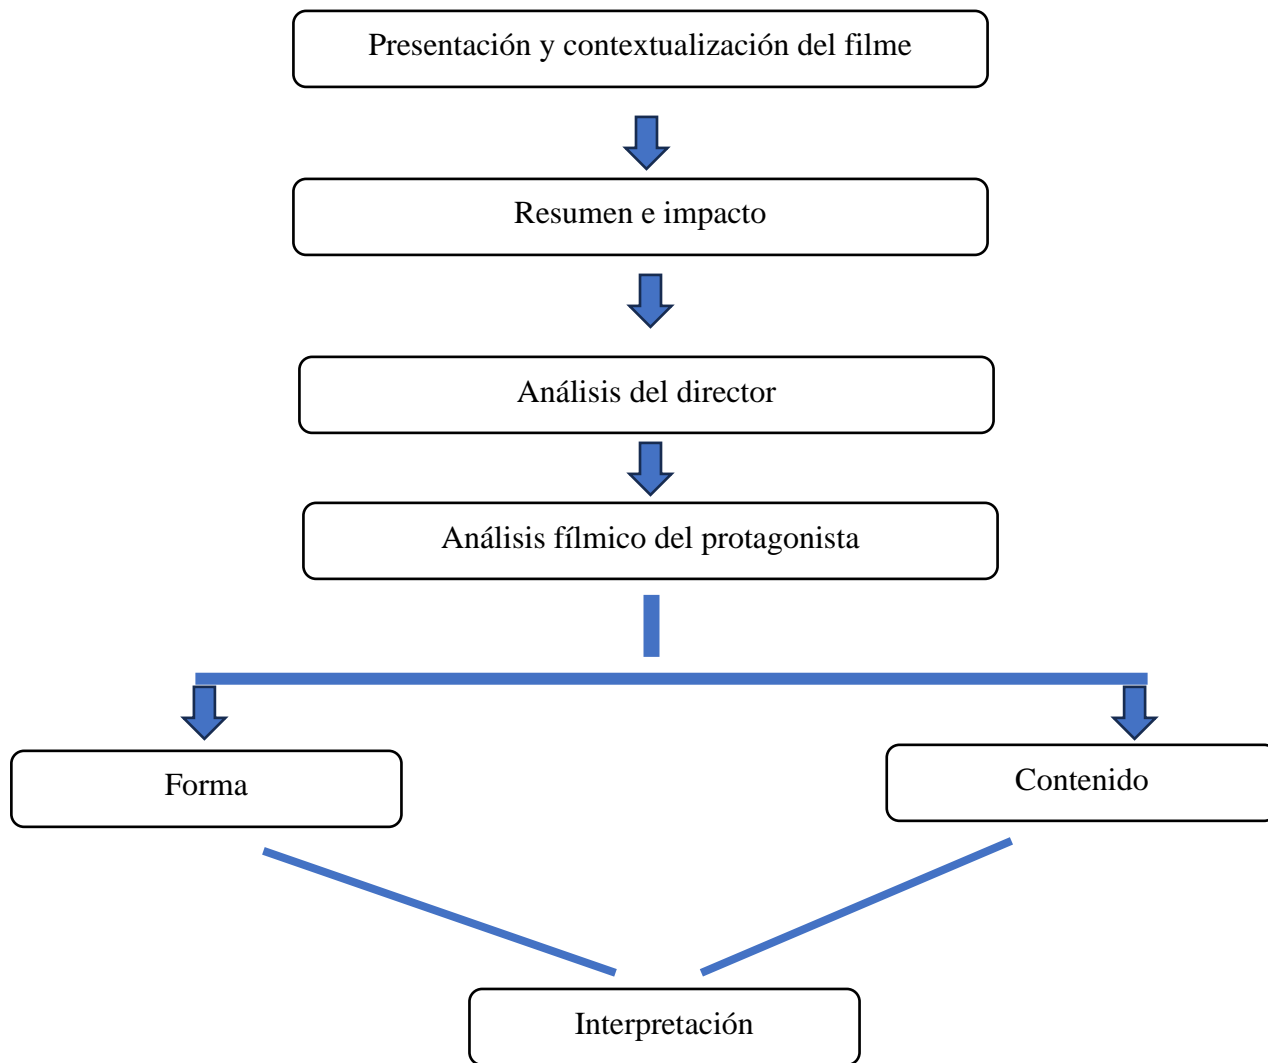 Presentación y contextualización del filme
Resumen e impacto
Análisis del director
Análisis fílmico del protagonista
Forma
Contenido
Interpretación